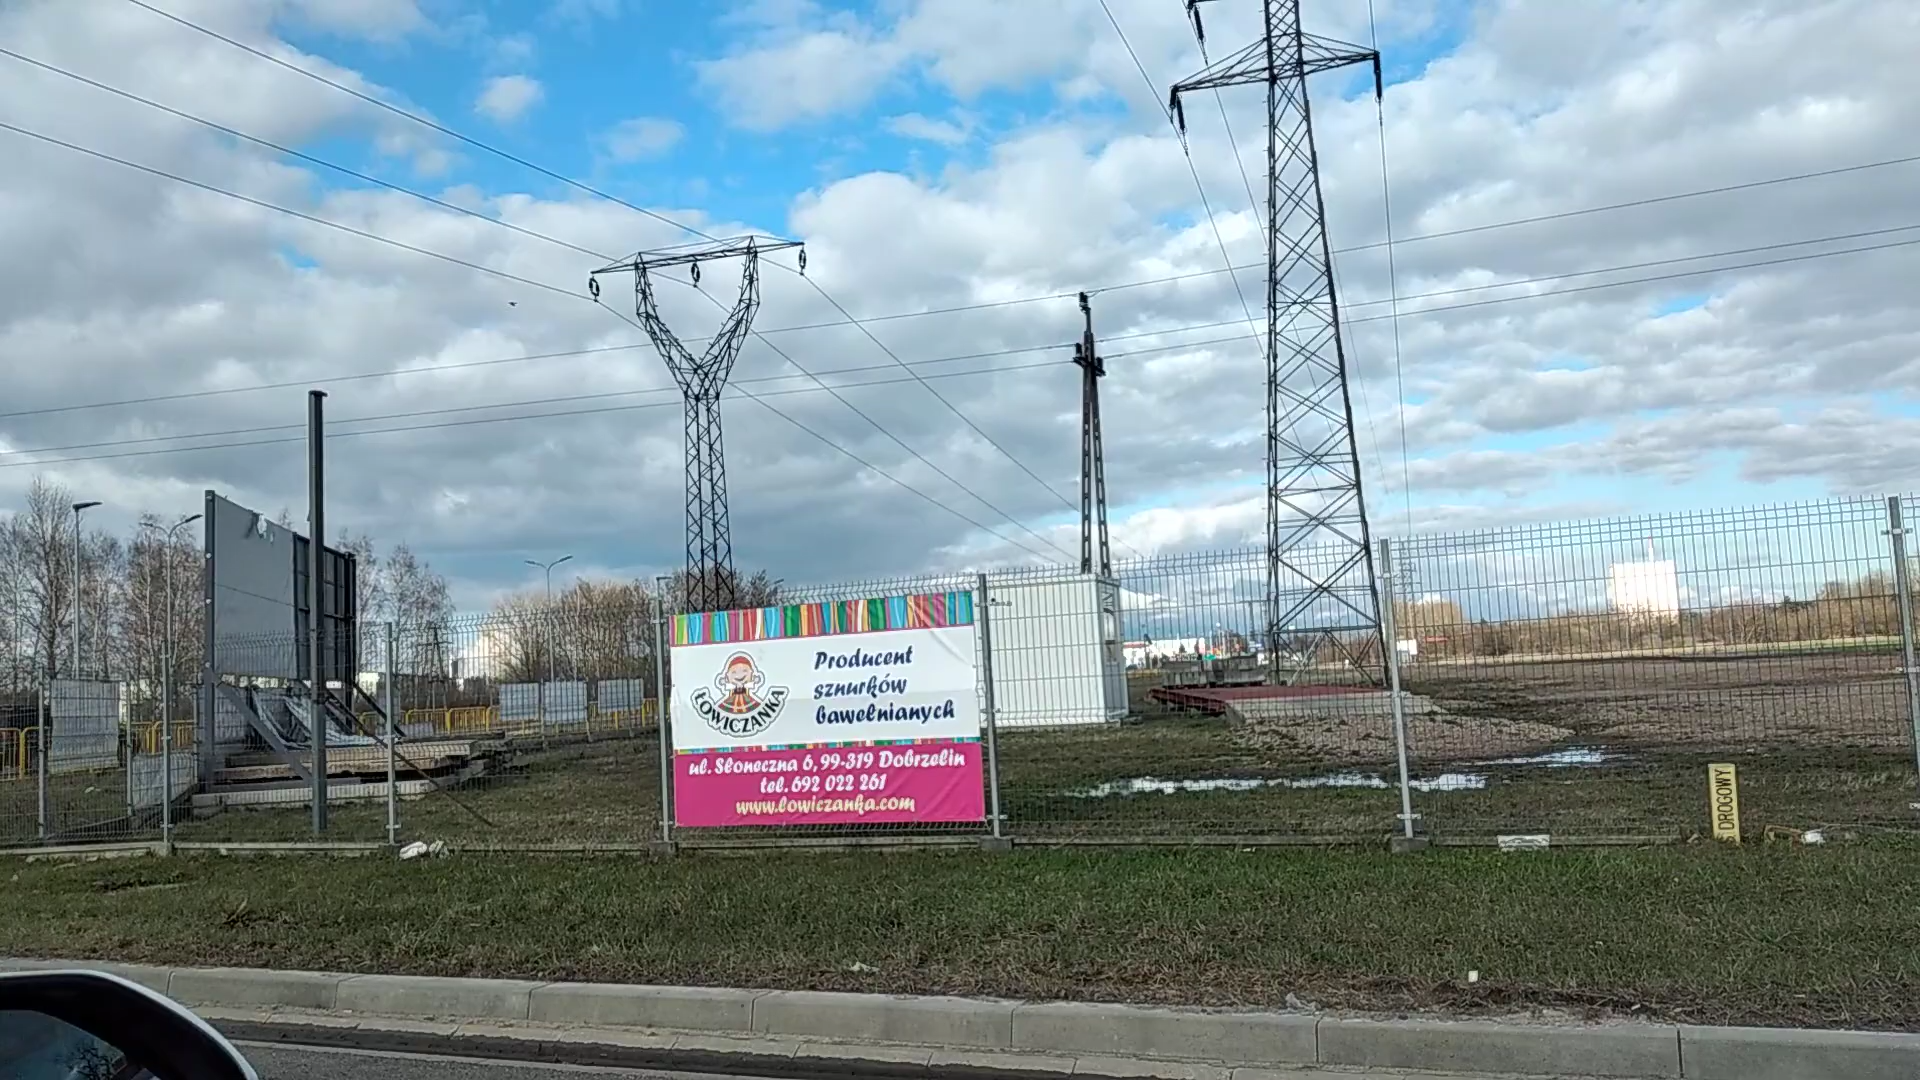 ŁOWICZANKA
Producent
sznurków
bawełnianych
ul. Słoneczna 6, 99-319 Dobrzelin
tel. 692 022 261
www.lowiczanka.com
DROGOWY